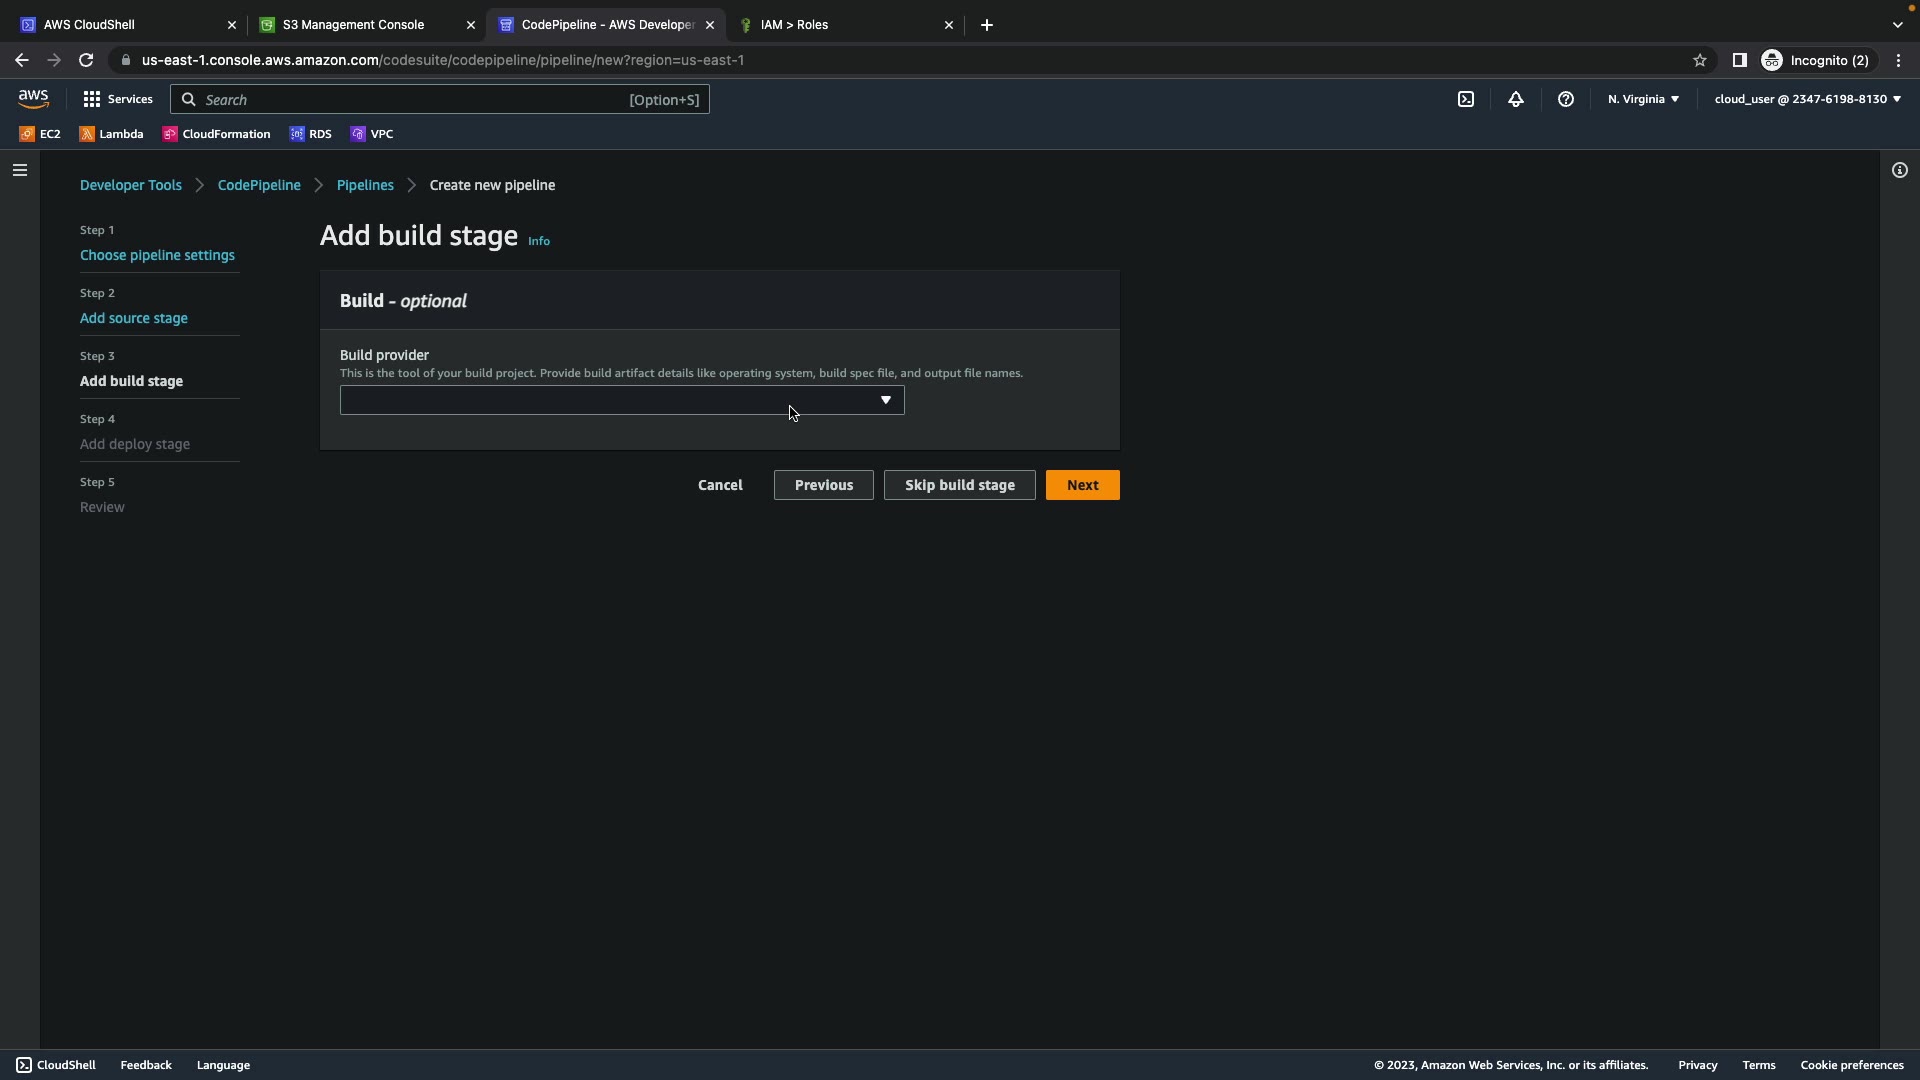 AWS CloudShell
S3 Management Console
CodePipeline - AWS Developer
IAM > Roles
us-east-1.console.aws.amazon.com/codesuite/codepipeline/pipeline/new?region=us-east-1
Incognito (2)
aws
Services
Search
[Option+S]
N. Virginia
cloud_user @ 2347-6198-8130
EC2
Lambda
CloudFormation
RDS
VPC
Developer Tools
CodePipeline
Pipelines
Create new pipeline
Step 1
Choose pipeline settings
Step 2
Add source stage
Step 3
Add build stage
Step 4
Add deploy stage
Step 5
Review
Add build stage Info
Build - optional
Build provider
This is the tool of your build project. Provide build artifact details like operating system, build spec file, and output file names.
Cancel
Previous
Skip build stage
Next
CloudShell
Feedback
Language
© 2023, Amazon Web Services, Inc. or its affiliates.
Privacy
Terms
Cookie preferences